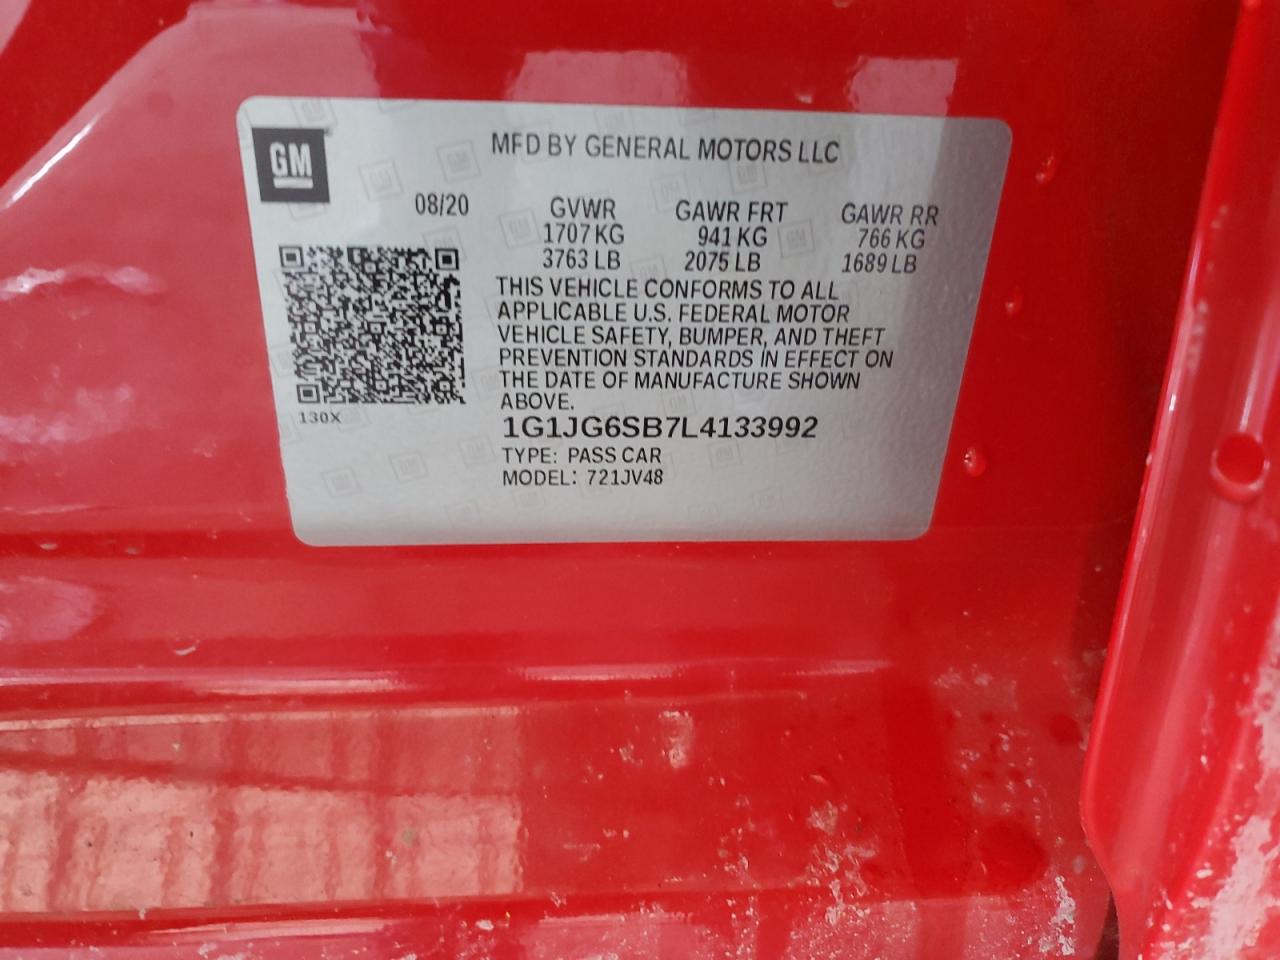 GM
MFD BY GENERAL MOTORS LLC
08/20 GVWR GAWR FRT GAWR RR
1707 KG 941 KG 766 KG
3763 LB 2075 LB 1689 LB
THIS VEHICLE CONFORMS TO ALL
APPLICABLE U.S. FEDERAL MOTOR
VEHICLE SAFETY, BUMPER, AND THEFT
PREVENTION STANDARDS IN EFFECT ON
THE DATE OF MANUFACTURE SHOWN
ABOVE.
130X
1G1JG6SB7L4133992
TYPE: PASS CAR
MODEL: 721JV48